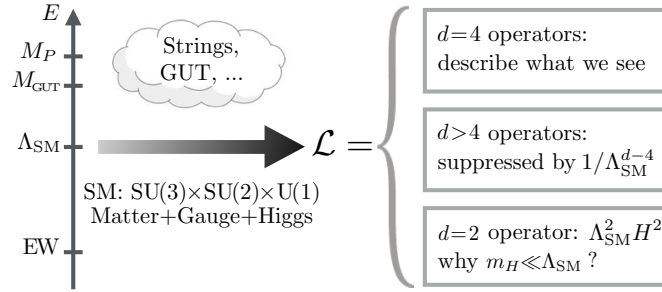 E
M_P
M_GUT
Λ_SM
EW
Strings,
GUT, ...
SM: SU(3)×SU(2)×U(1)
Matter+Gauge+Higgs
ℒ =
d=4 operators:
describe what we see
d>4 operators:
suppressed by 1/Λ_SM^{d−4}
d=2 operator: Λ_SM^2 H^2
why m_H≪Λ_SM ?